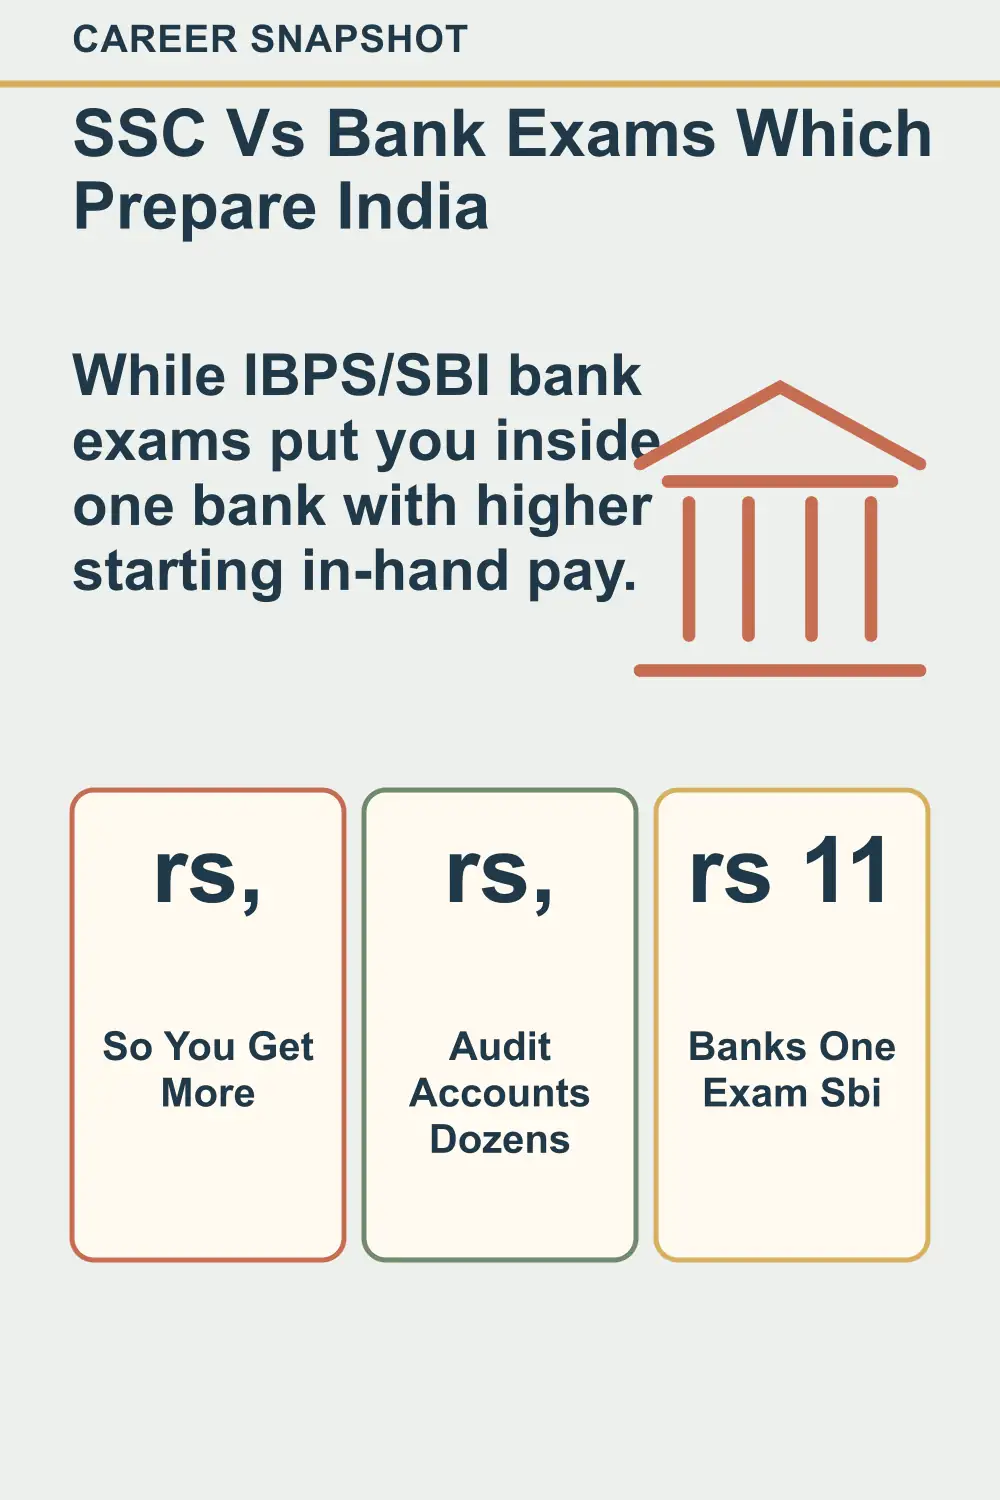 CAREER SNAPSHOT
SSC Vs Bank Exams Which
Prepare India
While IBPS/SBI bank
exams put you inside
one bank with higher
starting in-hand pay.
rs,
So You Get
More
rs,
Audit
Accounts
Dozens
rs 11
Banks One
Exam Sbi